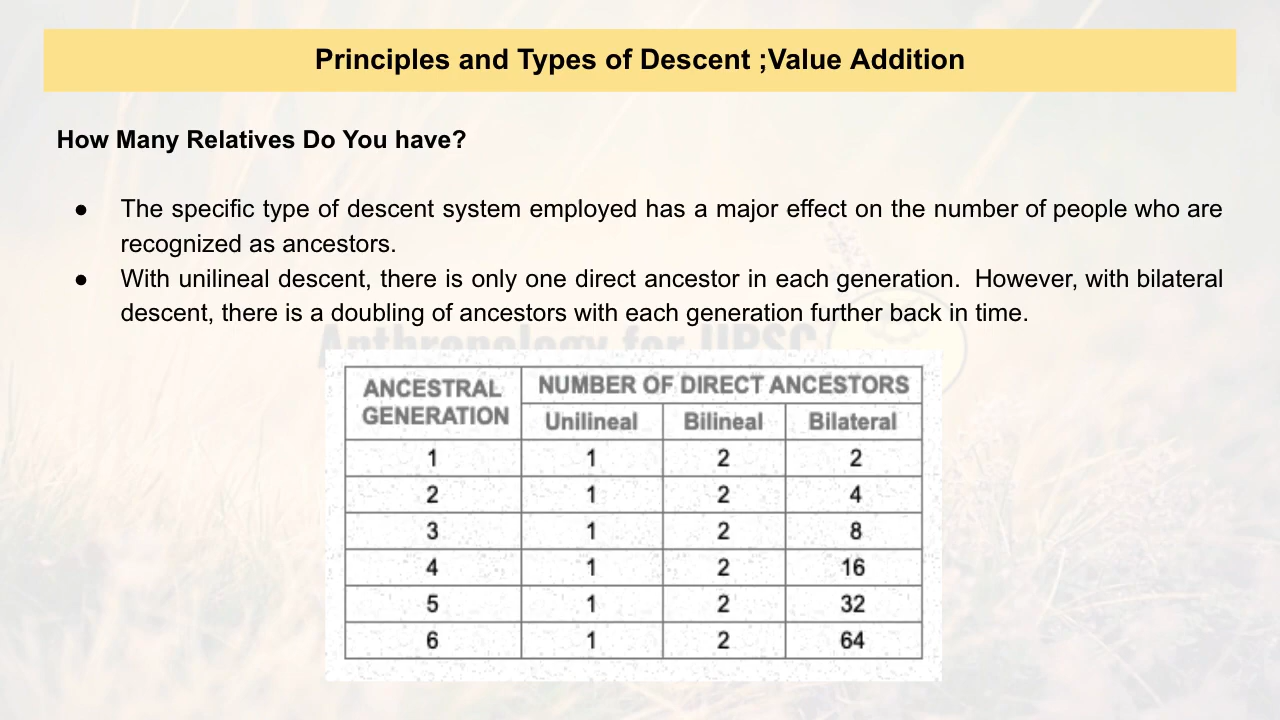 Principles and Types of Descent ;Value Addition
How Many Relatives Do You have?
● The specific type of descent system employed has a major effect on the number of people who are
recognized as ancestors.
● With unilineal descent, there is only one direct ancestor in each generation.  However, with bilateral
descent, there is a doubling of ancestors with each generation further back in time.
Anthropology for UPSC
ANCESTRAL GENERATION NUMBER OF DIRECT ANCESTORS
Unilineal Bilineal Bilateral
1 1 2 2
2 1 2 4
3 1 2 8
4 1 2 16
5 1 2 32
6 1 2 64